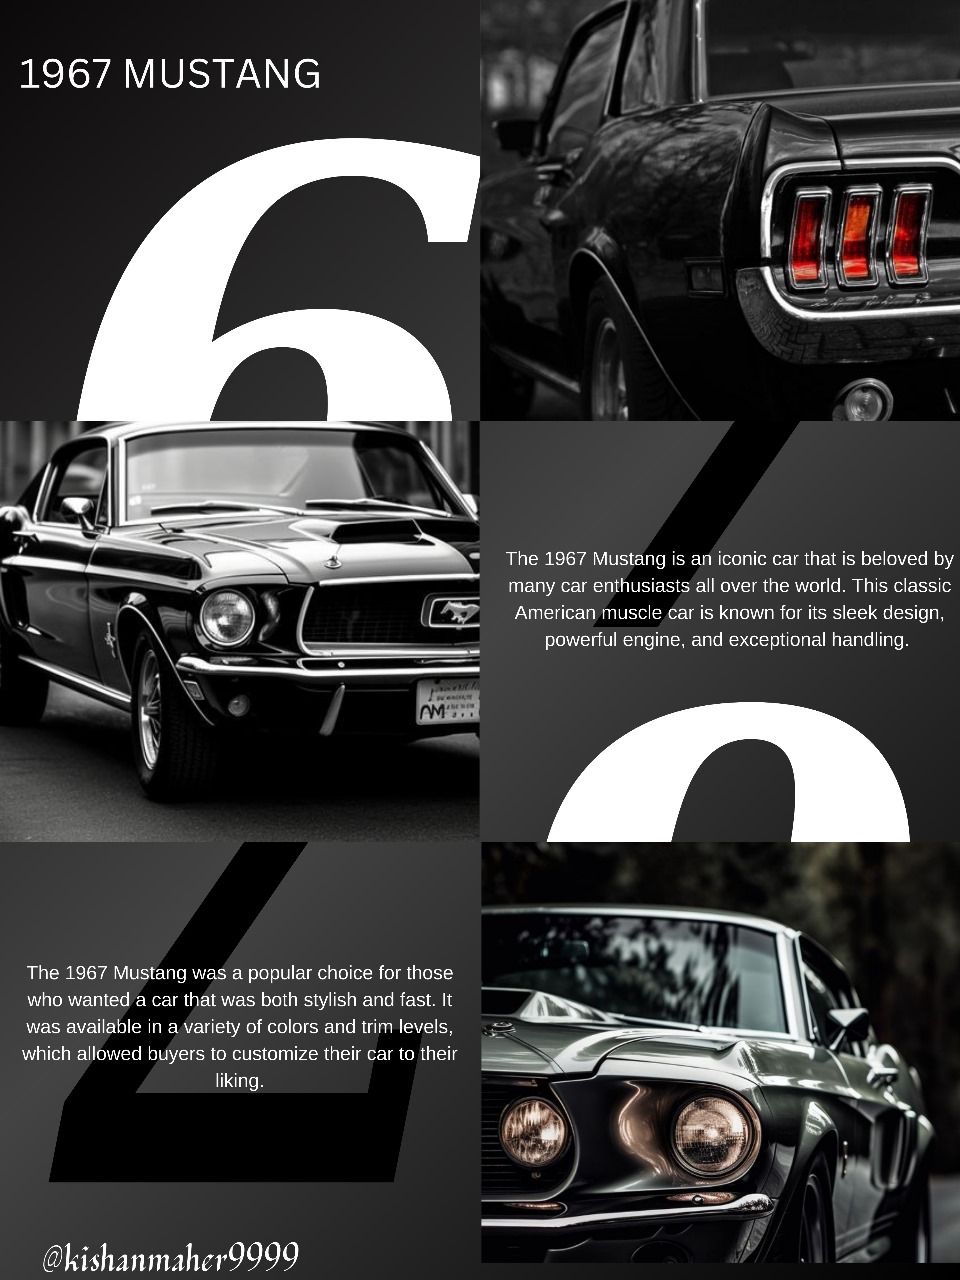 1967 MUSTANG
6
The 1967 Mustang is an iconic car that is beloved by
many car enthusiasts all over the world. This classic
American muscle car is known for its sleek design,
powerful engine, and exceptional handling.
The 1967 Mustang was a popular choice for those
who wanted a car that was both stylish and fast. It
was available in a variety of colors and trim levels,
which allowed buyers to customize their car to their
liking.
@kishanmaher9999